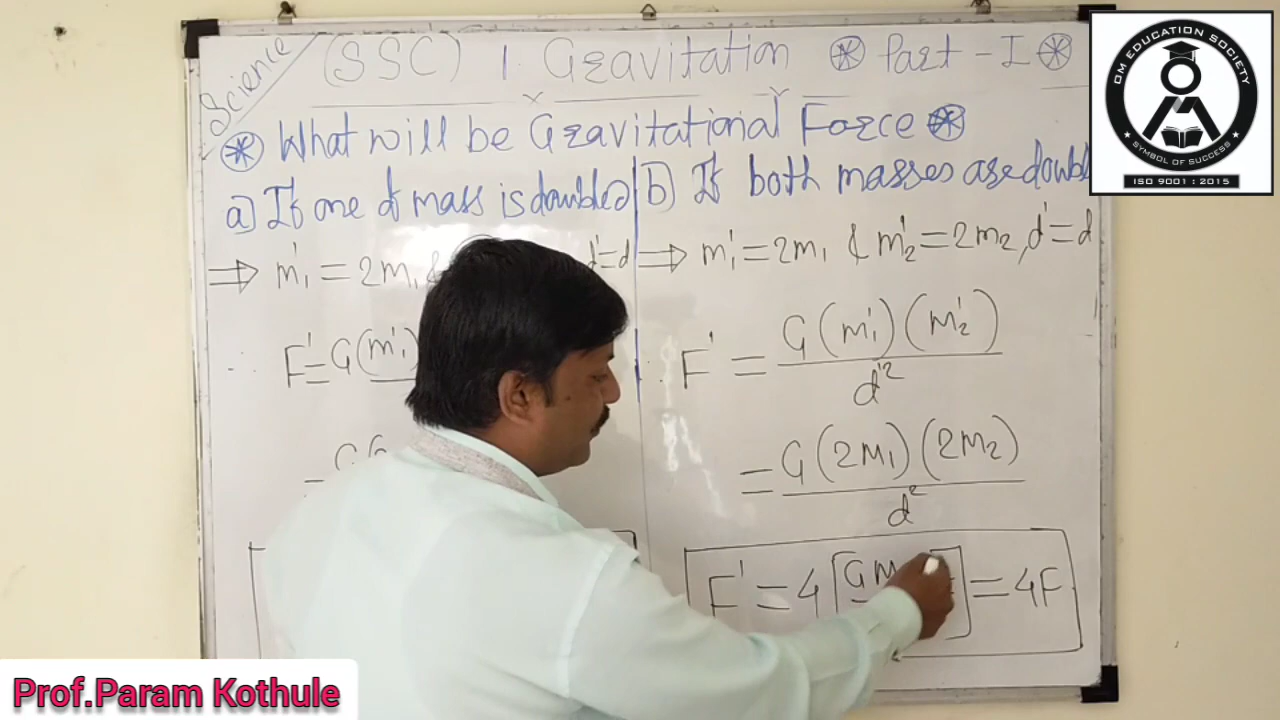 Science
(SSC) 1. Gravitation ⊛ Part - I ⊛
⊛ What will be Gravitational Force ⊛
a) If one of mass is doubled
⇒ m₁' = 2m₁ & d' = d
F' = G(m₁')
= G(
b) If both masses are doubl
⇒ m₁' = 2m₁ & m₂' = 2m₂, d' = d
F' = G(m₁')(m₂') / d'²
= G(2m₁)(2m₂) / d²
F' = 4[Gm ] = 4F
OM EDUCATION SOCIETY
SYMBOL OF SUCCESS
ISO 9001 : 2015
Prof.Param Kothule